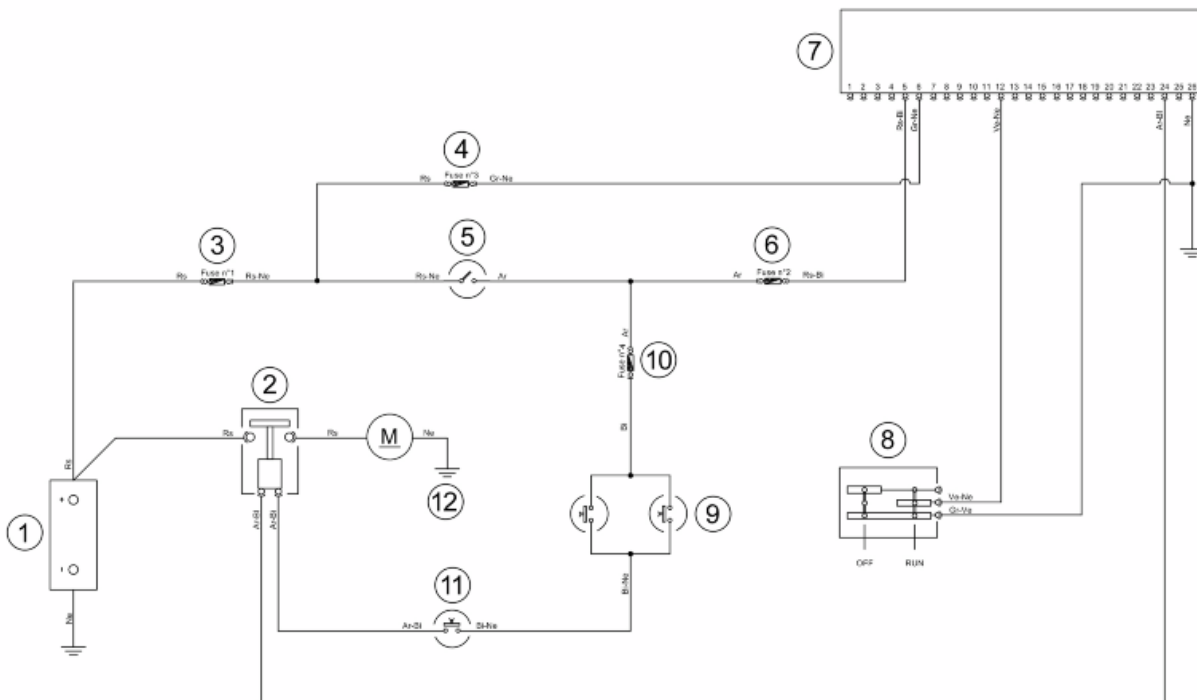 7
1 2 3 4 5 6 7 8 9 10 11 12 13 14 15 16 17 18 19 20 21 22 23 24 25 26
Rs-Bi
Gr-Ne
Ve-Ne
Ar-Bl
Ne
4
Fuse n°3
Rs
Gr-Ne
3
5
6
Rs
Fuse n°1
Rs-Ne
Rs-Ne
Ar
Ar
Fuse n°2
Rs-Bi
Ar
Fuse n°4
10
Bi
2
Rs
Rs
M
Ne
12
8
Ve-Ne
Gr-Ve
OFF
RUN
Rs
+
-
1
Ne
9
Ar-Bl
Ar-Bi
Bi-Ne
11
Ar-Bi
Bi-Ne